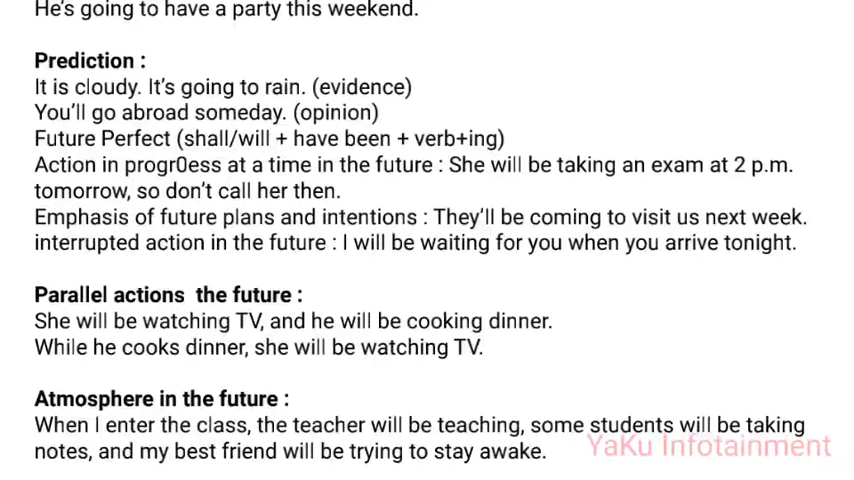 He's going to have a party this weekend.
Prediction :
It is cloudy. It's going to rain. (evidence)
You'll go abroad someday. (opinion)
Future Perfect (shall/will + have been + verb+ing)
Action in progr0ess at a time in the future : She will be taking an exam at 2 p.m.
tomorrow, so don't call her then.
Emphasis of future plans and intentions : They'll be coming to visit us next week.
interrupted action in the future : I will be waiting for you when you arrive tonight.
Parallel actions  the future :
She will be watching TV, and he will be cooking dinner.
While he cooks dinner, she will be watching TV.
Atmosphere in the future :
When I enter the class, the teacher will be teaching, some students will be taking
notes, and my best friend will be trying to stay awake.
YaKu Infotainment